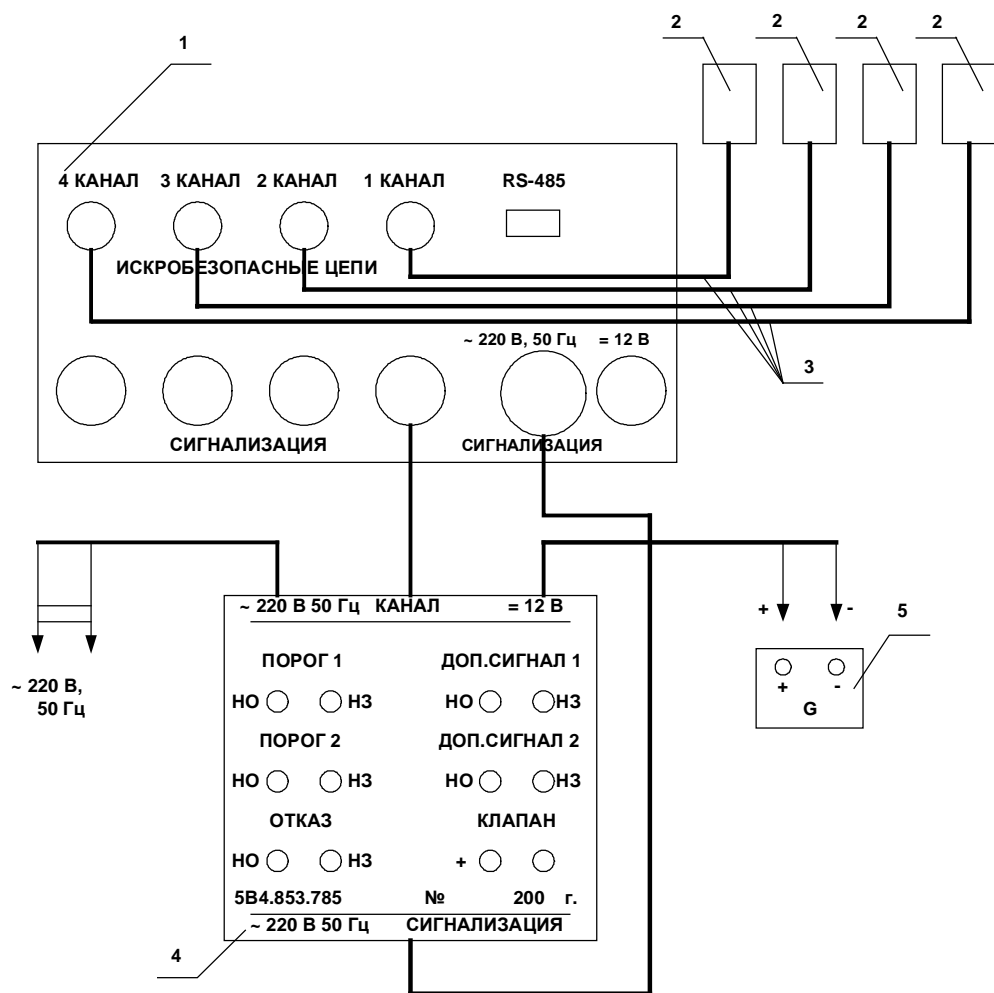 1
2 2 2 2
4 КАНАЛ 3 КАНАЛ 2 КАНАЛ 1 КАНАЛ RS-485
ИСКРОБЕЗОПАСНЫЕ ЦЕПИ
~ 220 В, 50 Гц = 12 В
3
СИГНАЛИЗАЦИЯ СИГНАЛИЗАЦИЯ
~ 220 В 50 Гц КАНАЛ = 12 В
+ -
5
ПОРОГ 1 ДОП.СИГНАЛ 1
~ 220 В,
50 Гц
+ -
G
НО НЗ НО НЗ
ПОРОГ 2 ДОП.СИГНАЛ 2
НО НЗ НО НЗ
ОТКАЗ КЛАПАН
НО НЗ +
5В4.853.785 № 200 г.
~ 220 В 50 Гц СИГНАЛИЗАЦИЯ
4